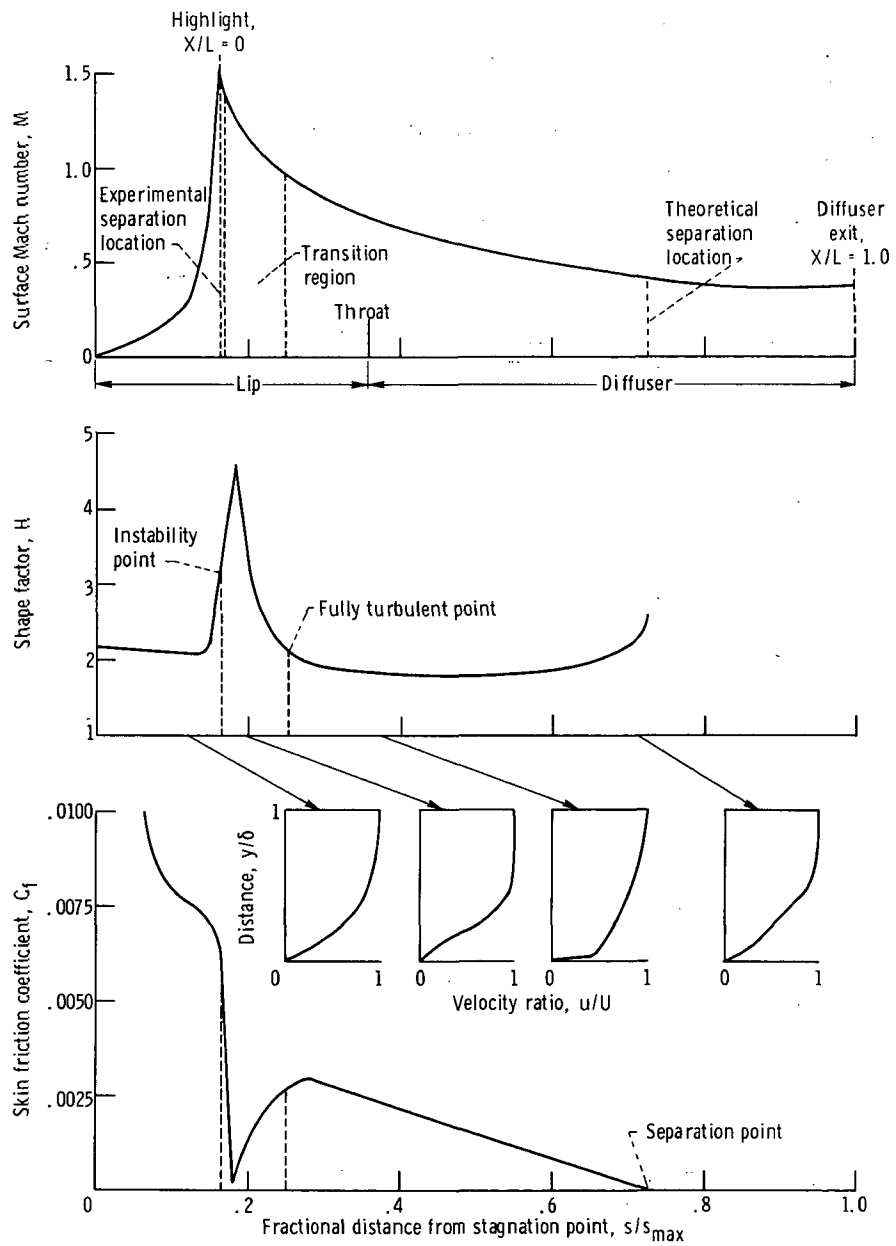 Highlight,
X/L = 0
1.5
1.0
.5
0
Surface Mach number, M
Experimental
separation
location
Transition
region
Throat
Theoretical
separation
location
Diffuser
exit,
X/L = 1.0
Lip
Diffuser
5
4
3
2
1
Shape factor, H
Instability
point
Fully turbulent point
.0100
.0075
.0050
.0025
Skin friction coefficient, Cf
1
Distance, y/δ
0 1 0 1 0 1 0 1
Velocity ratio, u/U
Separation point
0 .2 .4 .6 .8 1.0
Fractional distance from stagnation point, s/smax